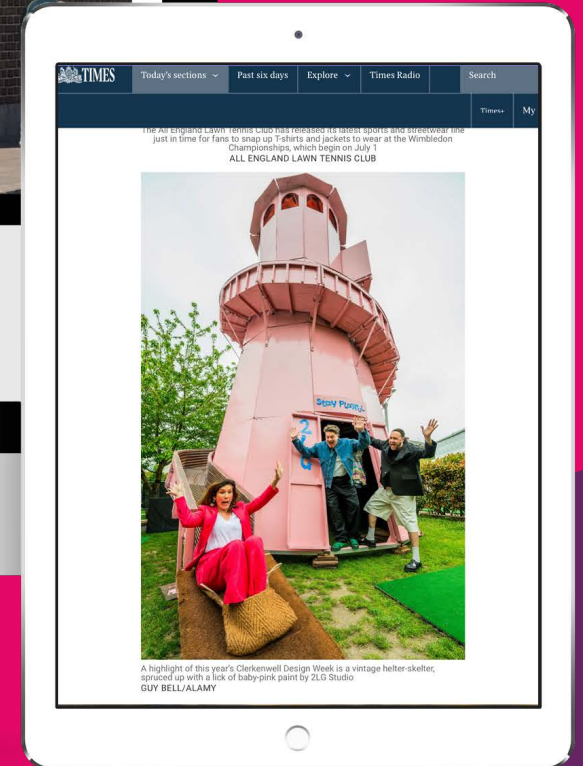 TIMES
Today's sections
Past six days
Explore
Times Radio
Search
Times+
My
The All England Lawn Tennis Club has released its latest sports and streetwear line
just in time for fans to snap up T-shirts and jackets to wear at the Wimbledon
Championships, which begin on July 1
ALL ENGLAND LAWN TENNIS CLUB
Stay Punny.
2
LG
A highlight of this year's Clerkenwell Design Week is a vintage helter-skelter,
spruced up with a lick of baby-pink paint by 2LG Studio
GUY BELL/ALAMY